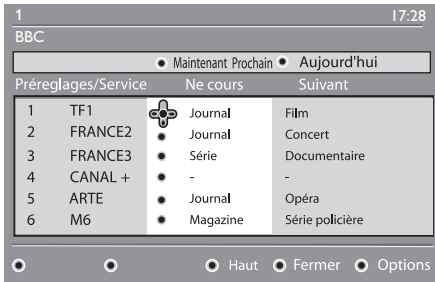 1 17:28
BBC
Maintenant Prochain Aujourd'hui
Préreglages/Service Ne cours Suivant
1 TF1 Journal Film
2 FRANCE2 Journal Concert
3 FRANCE3 Série Documentaire
4 CANAL + - -
5 ARTE Journal Opéra
6 M6 Magazine Série policière
Haut Fermer Options